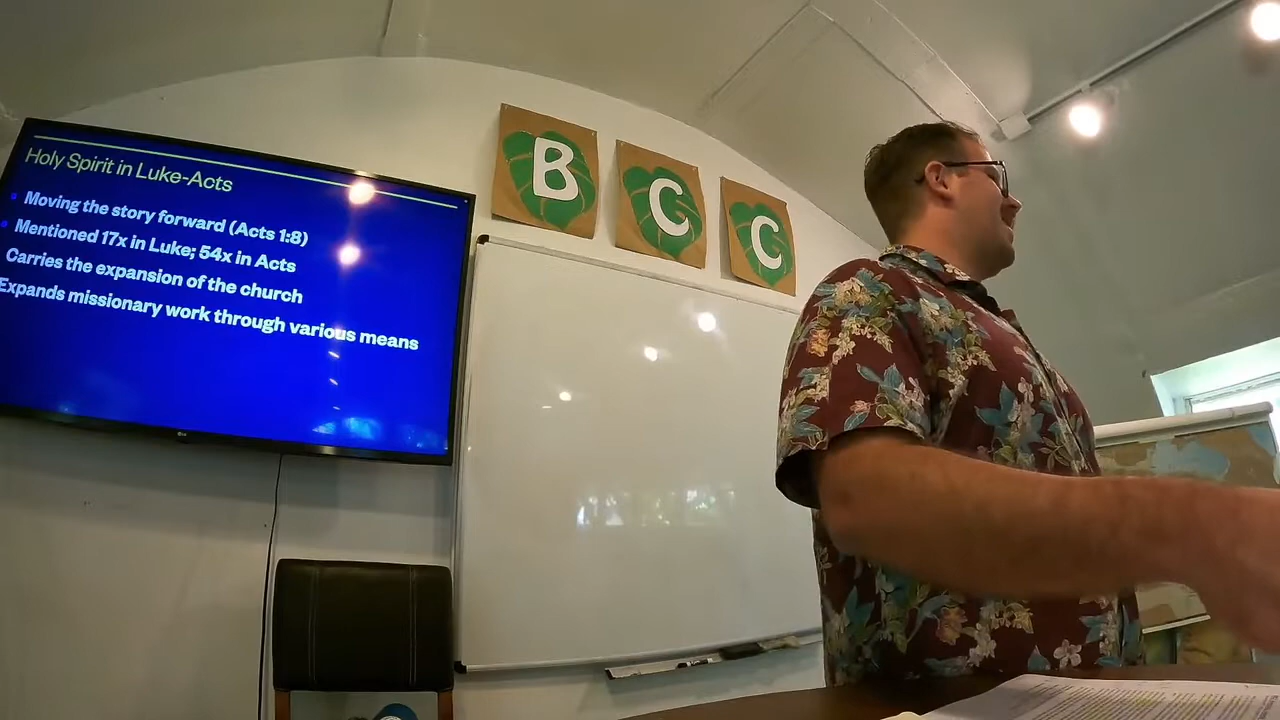 Holy Spirit in Luke-Acts
Moving the story forward (Acts 1:8)
Mentioned 17x in Luke; 54x in Acts
Carries the expansion of the church
Expands missionary work through various means
LG
B C C